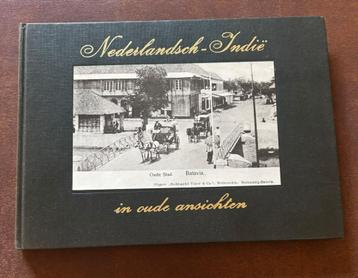 Nederlandsch-Indië
Oude Stad Batavia.
in oude ansichten